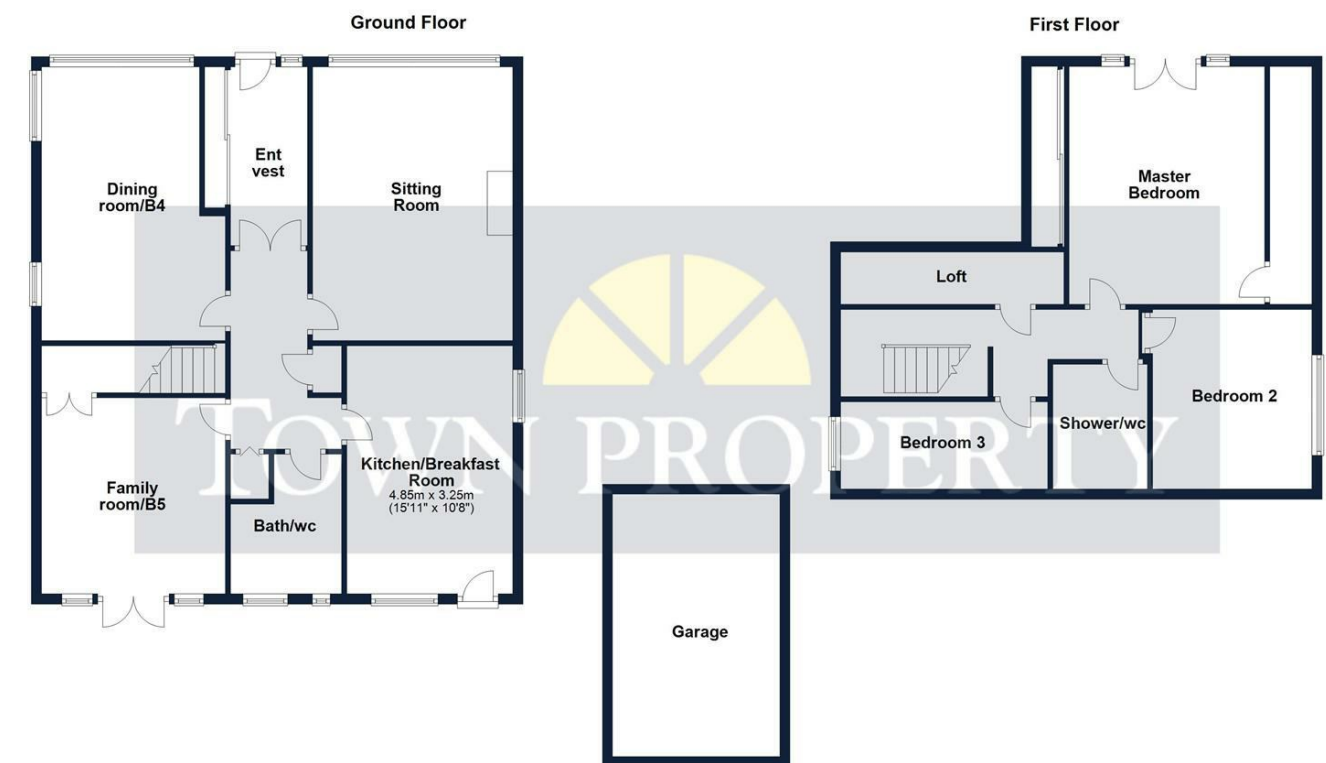 Ground Floor
First Floor
Ent
vest
Dining
room/B4
Sitting
Room
Master
Bedroom
Loft
Bedroom 2
Bedroom 3
Shower/wc
TOWN PROPERTY
Kitchen/Breakfast
Room
4.85m x 3.25m
(15'11" x 10'8")
Family
room/B5
Bath/wc
Garage